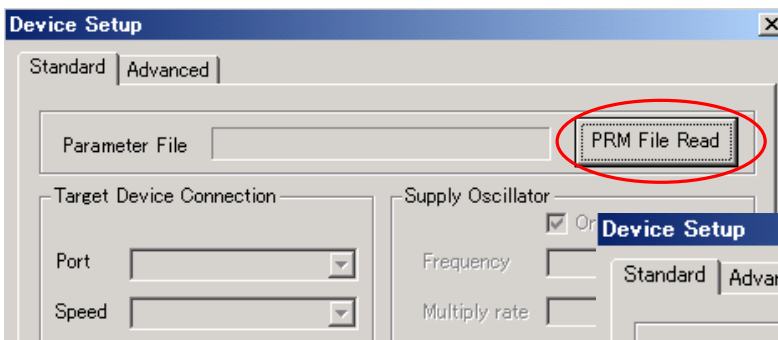 Device Setup
Standard Advanced
Parameter File PRM File Read
Target Device Connection Supply Oscillator
Port Frequency
Speed Multiply rate
Device Setup
Standard